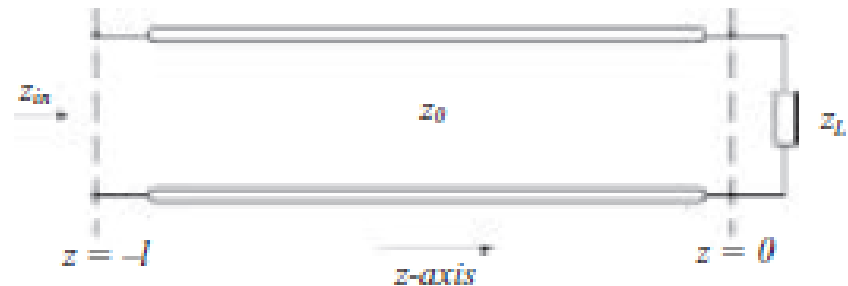 z_in
z_0
z_L
z = -l
z = 0
z-axis